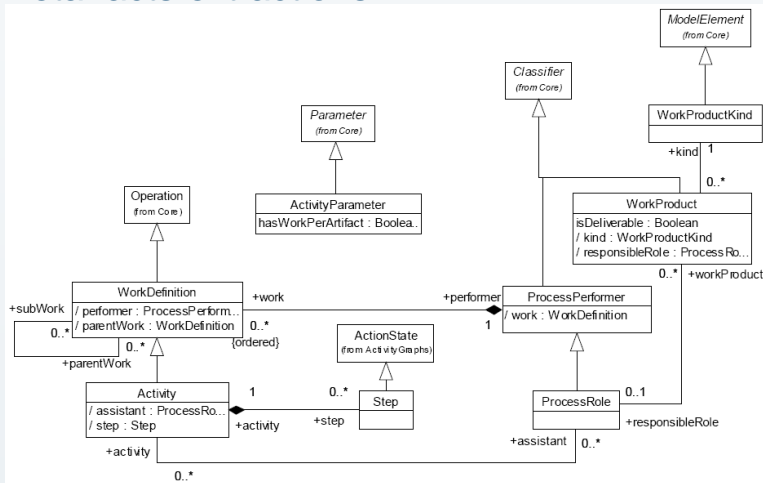 ModelElement
(from Core)
Classifier
(from Core)
Parameter
(from Core)
WorkProductKind
+kind
1
0..*
Operation
(from Core)
ActivityParameter
hasWorkPerArtifact : Boolea..
WorkProduct
isDeliverable : Boolean
/ kind : WorkProductKind
/ responsibleRole : ProcessRo...
0..*
+workProduct
WorkDefinition
/ performer : ProcessPerform...
/ parentWork : WorkDefinition
+subWork
0..*
0..*
+parentWork
+work
0..*
{ordered}
+performer
1
ProcessPerformer
/ work : WorkDefinition
ActionState
(from ActivityGraphs)
Activity
/ assistant : ProcessRo...
/ step : Step
1
+activity
0..*
+step
Step
ProcessRole
0..1
+responsibleRole
+activity
0..*
+assistant
0..*